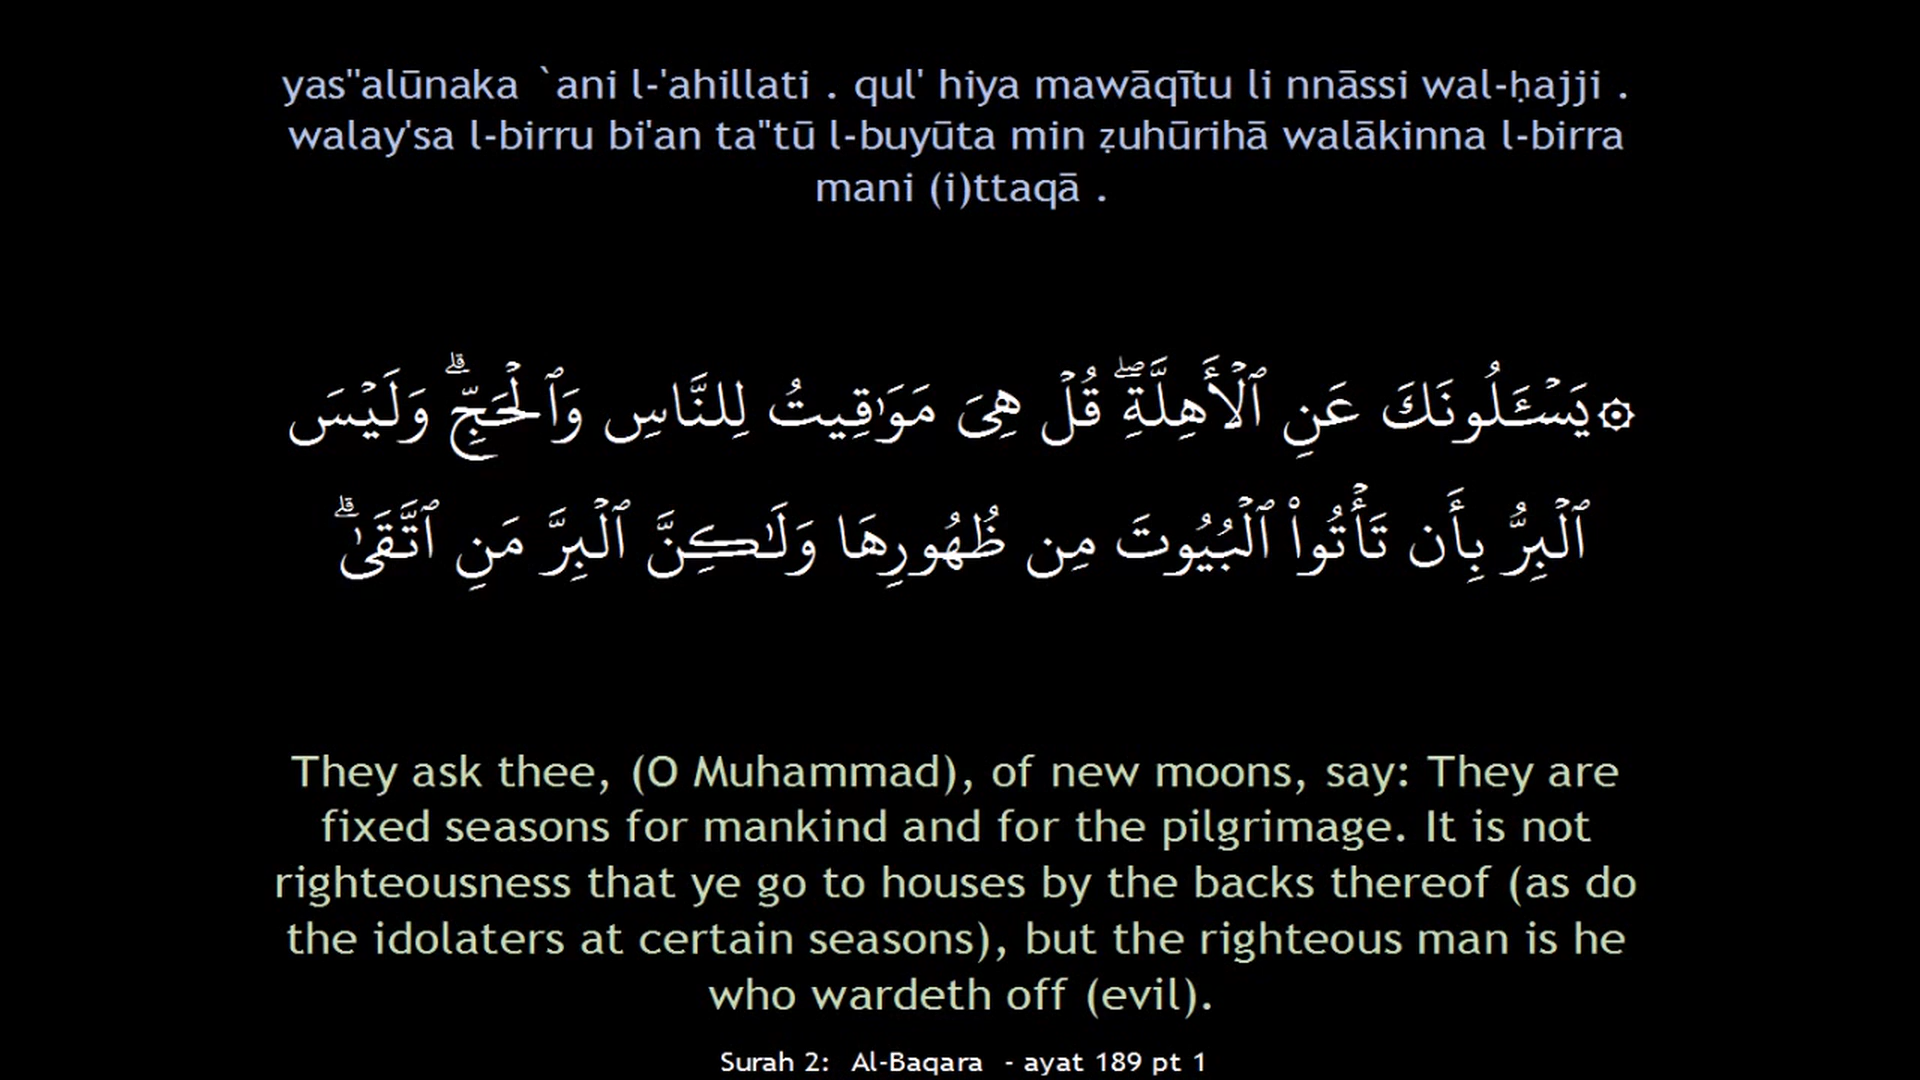 yas"alūnaka `ani l-'ahillati . qul' hiya mawāqītu li nnāssi wal-ḥajji .
walay'sa l-birru bi'an ta"tū l-buyūta min ẓuhūrihā walākinna l-birra
mani (i)ttaqā .
۞يَسْـَٔلُونَكَ عَنِ ٱلْأَهِلَّةِۖ قُلْ هِىَ مَوَٰقِيتُ لِلنَّاسِ وَٱلْحَجِّۗ وَلَيْسَ
ٱلْبِرُّ بِأَن تَأْتُوا۟ ٱلْبُيُوتَ مِن ظُهُورِهَا وَلَـٰكِنَّ ٱلْبِرَّ مَنِ ٱتَّقَىٰۗ
They ask thee, (O Muhammad), of new moons, say: They are
fixed seasons for mankind and for the pilgrimage. It is not
righteousness that ye go to houses by the backs thereof (as do
the idolaters at certain seasons), but the righteous man is he
who wardeth off (evil).
Surah 2: Al-Baqara - ayat 189 pt 1